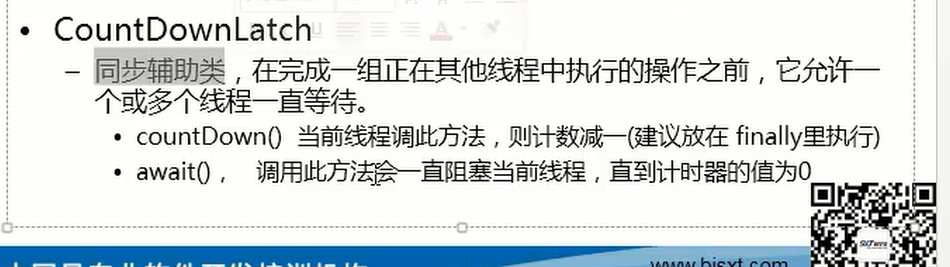 • CountDownLatch
– 同步辅助类，在完成一组正在其他线程中执行的操作之前，它允许一
个或多个线程一直等待。
• countDown() 当前线程调此方法，则计数减一(建议放在 finally里执行)
• await()， 调用此方法会一直阻塞当前线程，直到计时器的值为0
www.bjsxt.com